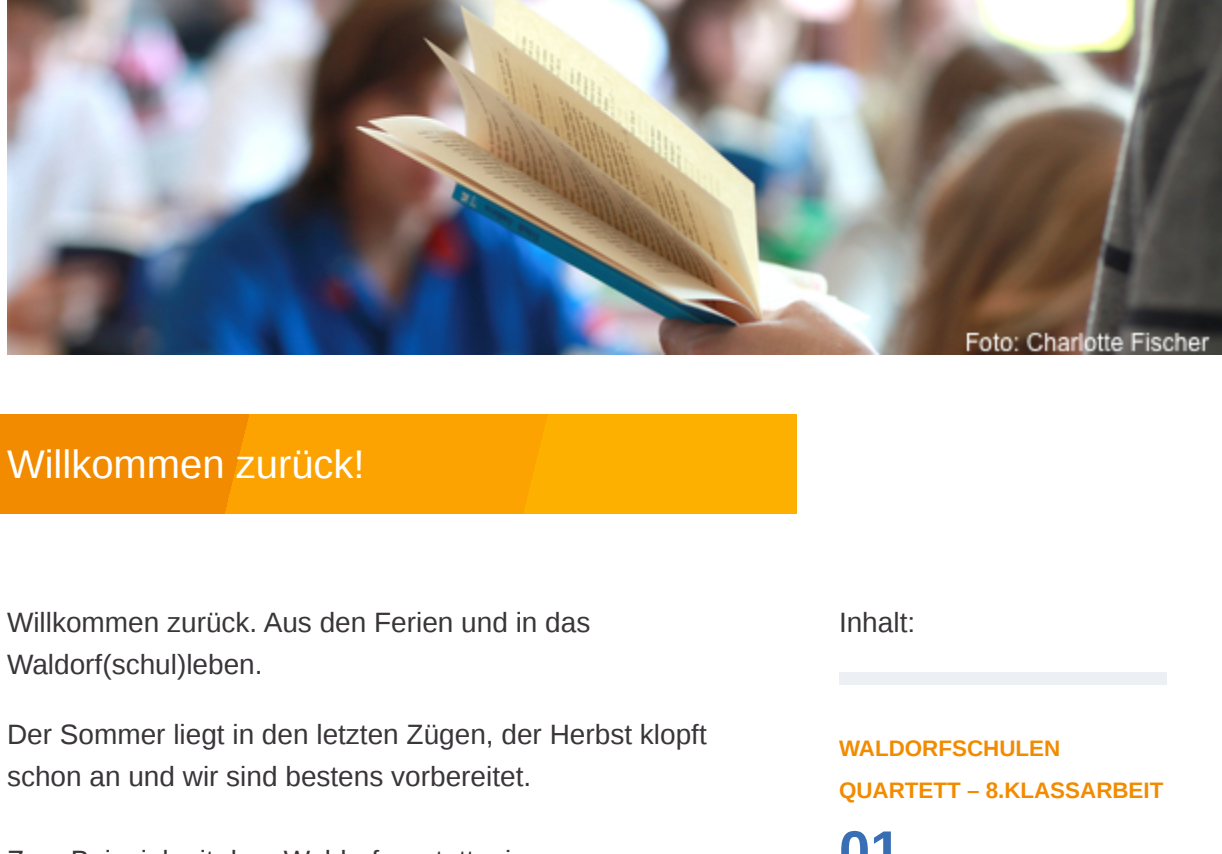 Foto: Charlotte Fischer
Willkommen zurück!
Willkommen zurück. Aus den Ferien und in das
Waldorf(schul)leben.
Der Sommer liegt in den letzten Zügen, der Herbst klopft
schon an und wir sind bestens vorbereitet.
Inhalt:
WALDORFSCHULEN
QUARTETT – 8.KLASSARBEIT
01